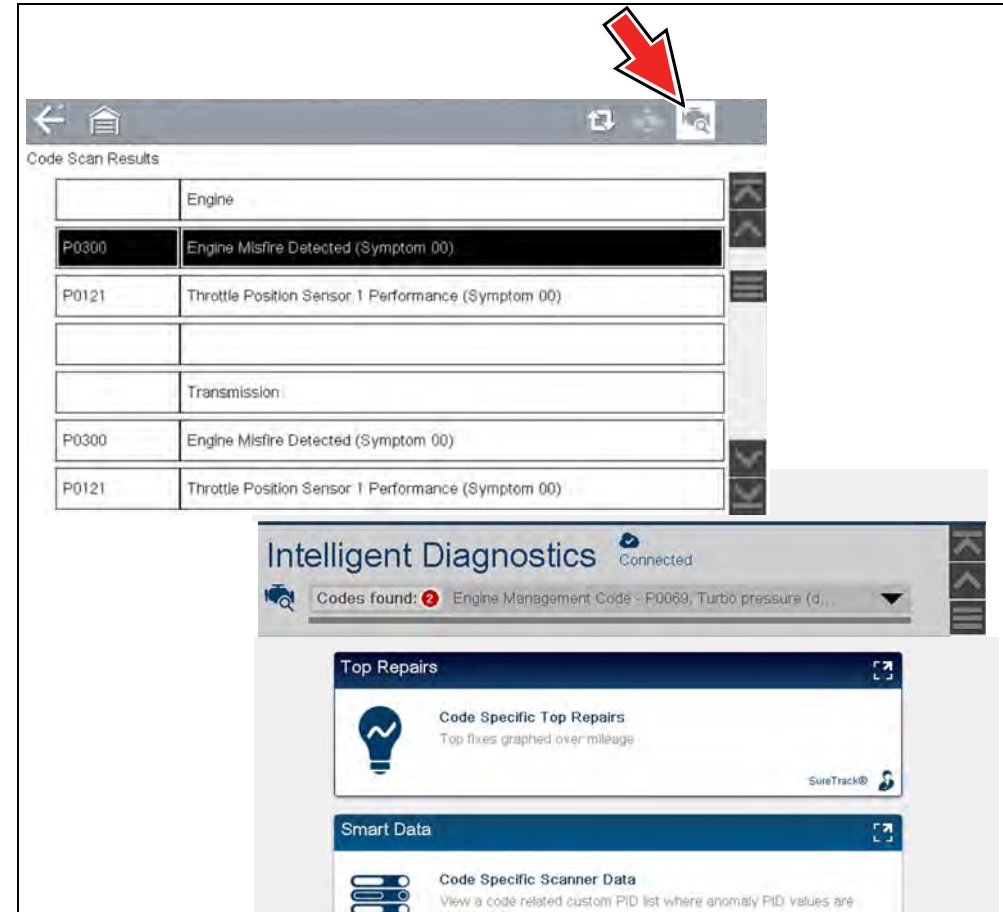 Code Scan Results
Engine
P0300 Engine Misfire Detected (Symptom 00)
P0121 Throttle Position Sensor 1 Performance (Symptom 00)
Transmission
P0300 Engine Misfire Detected (Symptom 00)
P0121 Throttle Position Sensor 1 Performance (Symptom 00)
Intelligent Diagnostics Connected
Codes found: 2 Engine Management Code - P0069, Turbo pressure (d...
Top Repairs
Code Specific Top Repairs
Top fixes graphed over mileage
SureTrack®
Smart Data
Code Specific Scanner Data
View a code related custom PID list where anomaly PID values are